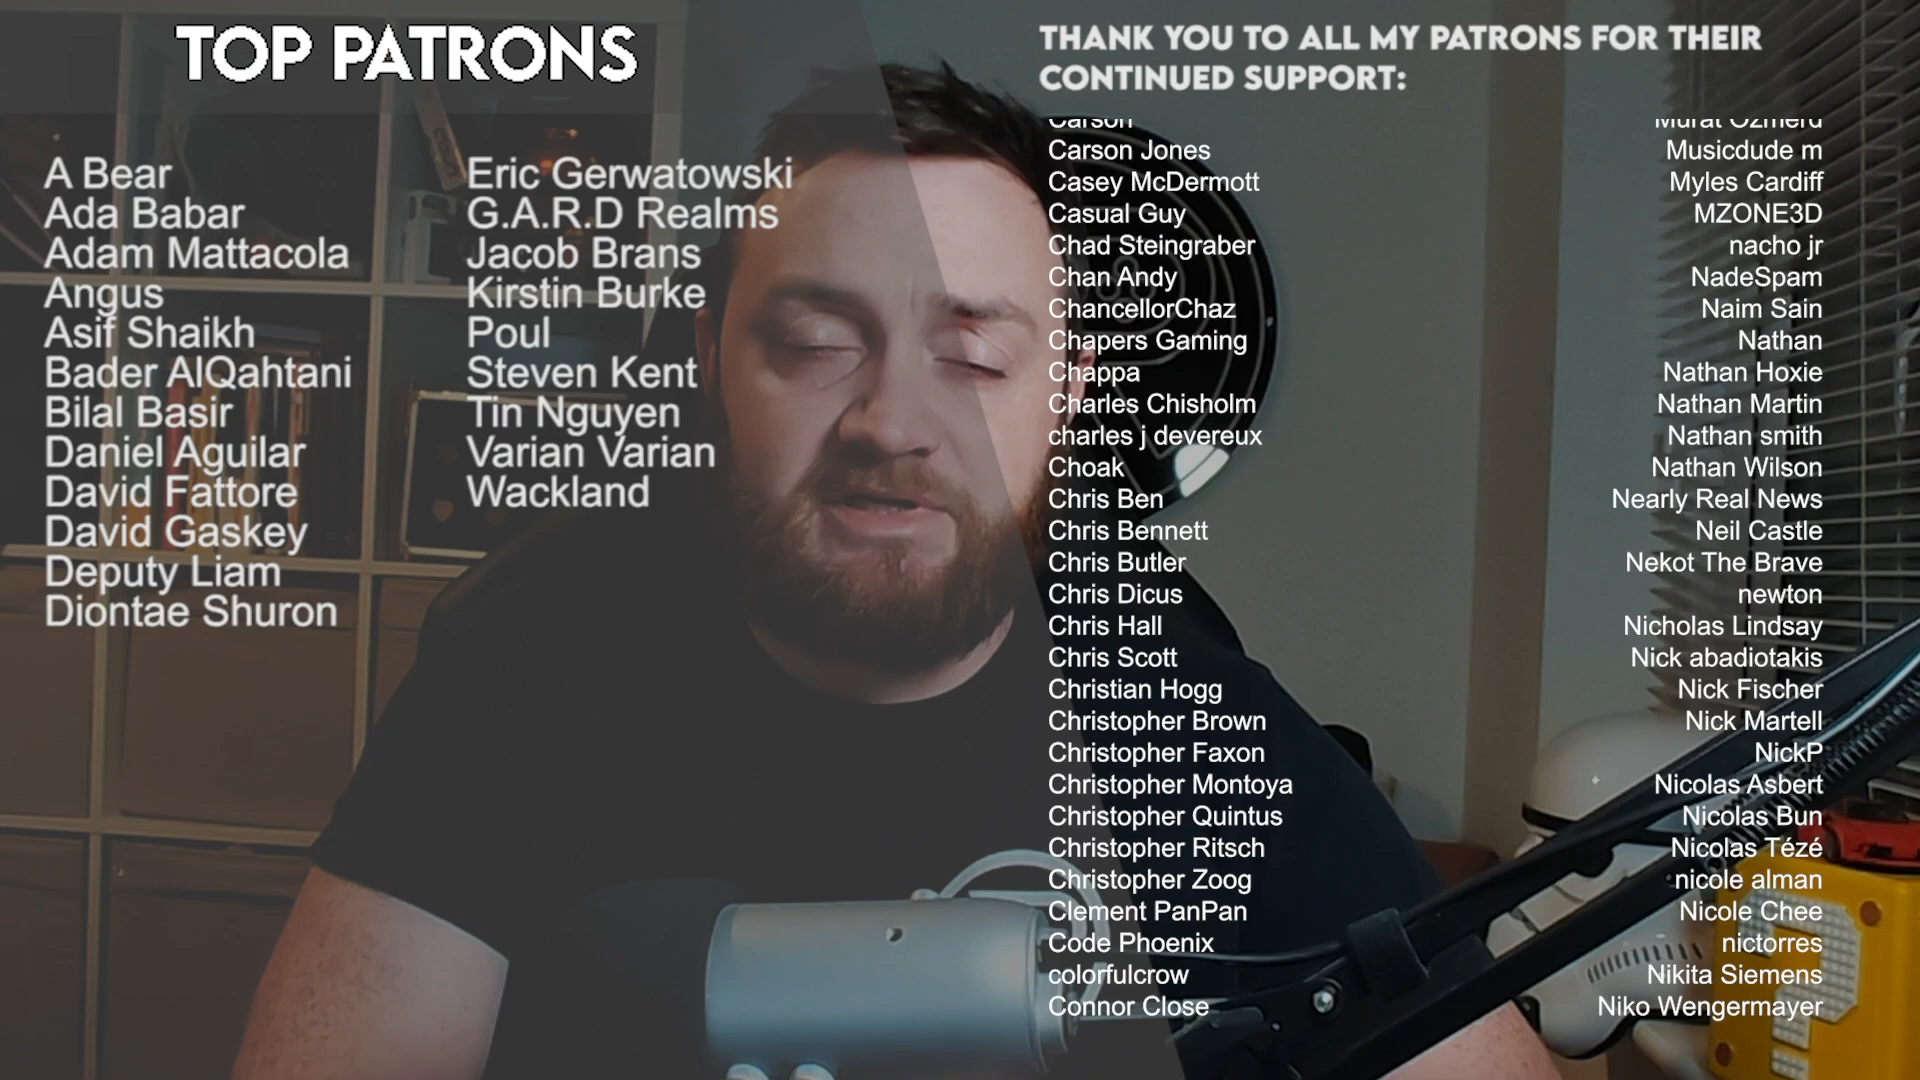 TOP PATRONS
A Bear
Ada Babar
Adam Mattacola
Angus
Asif Shaikh
Bader AlQahtani
Bilal Basir
Daniel Aguilar
David Fattore
David Gaskey
Deputy Liam
Diontae Shuron
Eric Gerwatowski
G.A.R.D Realms
Jacob Brans
Kirstin Burke
Poul
Steven Kent
Tin Nguyen
Varian Varian
Wackland
THANK YOU TO ALL MY PATRONS FOR THEIR
CONTINUED SUPPORT:
Carson
Carson Jones
Casey McDermott
Casual Guy
Chad Steingraber
Chan Andy
ChancellorChaz
Chapers Gaming
Chappa
Charles Chisholm
charles j devereux
Choak
Chris Ben
Chris Bennett
Chris Butler
Chris Dicus
Chris Hall
Chris Scott
Christian Hogg
Christopher Brown
Christopher Faxon
Christopher Montoya
Christopher Quintus
Christopher Ritsch
Christopher Zoog
Clement PanPan
Code Phoenix
colorfulcrow
Connor Close
Murat
Musicdude m
Myles Cardiff
MZONE3D
nacho jr
NadeSpam
Naim Sain
Nathan
Nathan Hoxie
Nathan Martin
Nathan smith
Nathan Wilson
Nearly Real News
Neil Castle
Nekot The Brave
newton
Nicholas Lindsay
Nick abadiotakis
Nick Fischer
Nick Martell
NickP
Nicolas Asbert
Nicolas Bun
Nicolas Tézé
nicole alman
Nicole Chee
nictorres
Nikita Siemens
Niko Wengermayer